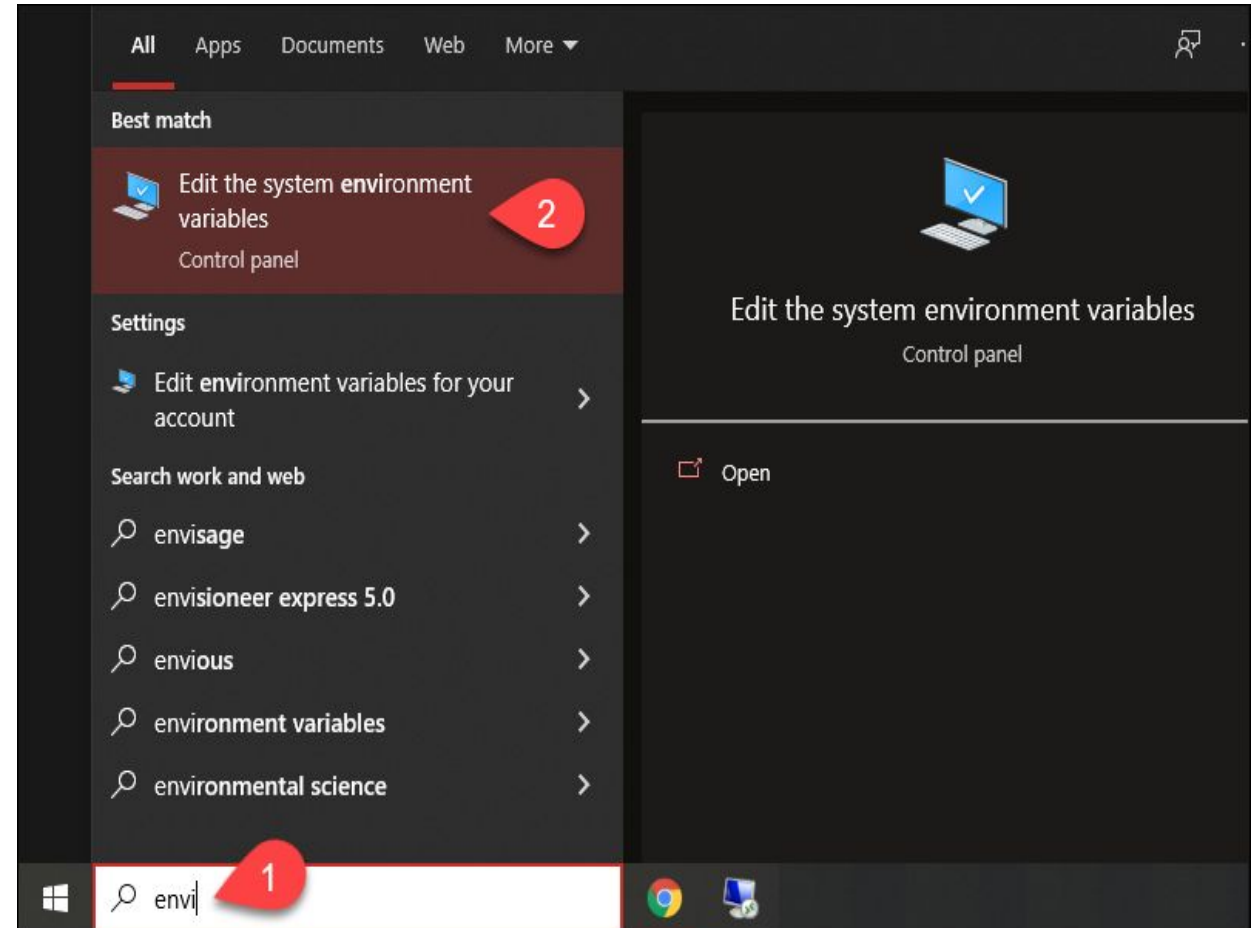 All Apps Documents Web More
Best match
Edit the system environment
variables
Control panel
2
Settings
Edit environment variables for your
account
Search work and web
envisage
envisioneer express 5.0
envious
environment variables
environmental science
envi
1
Edit the system environment variables
Control panel
Open